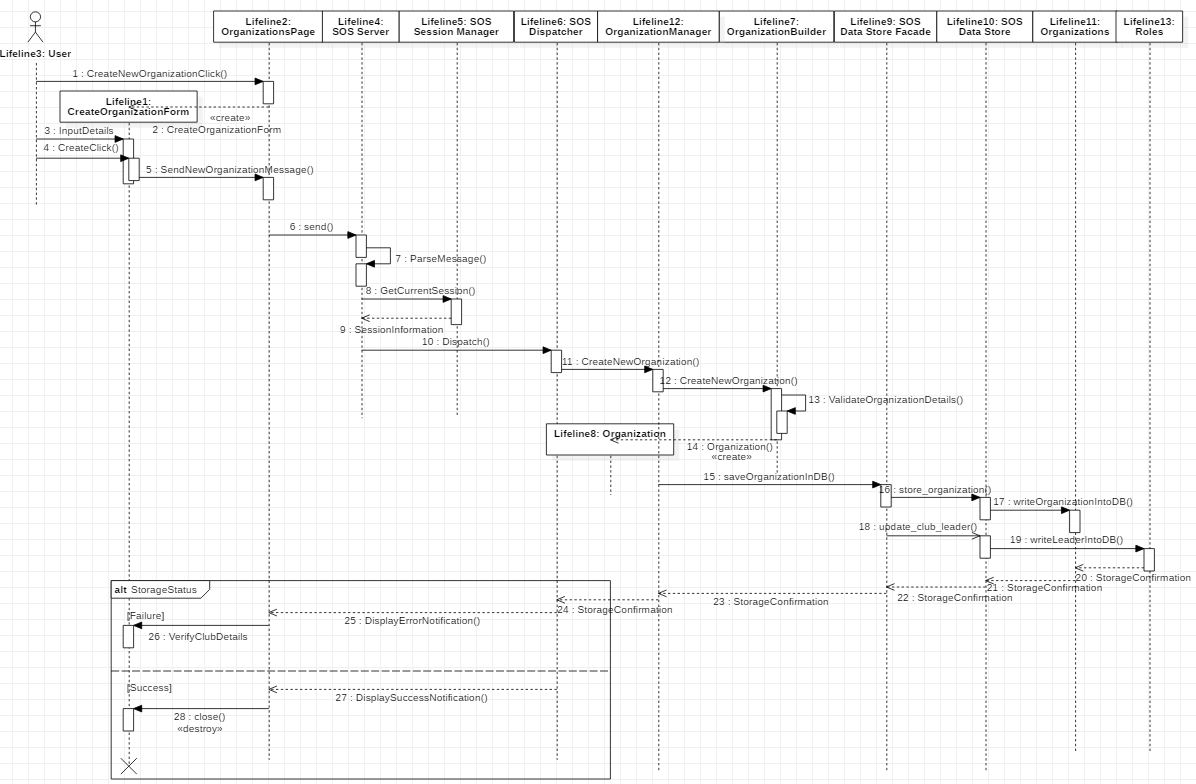 Lifeline3: User
Lifeline2:
OrganizationsPage
Lifeline4:
SOS Server
Lifeline5: SOS
Session Manager
Lifeline6: SOS
Dispatcher
Lifeline12:
OrganizationManager
Lifeline7:
OrganizationBuilder
Lifeline9: SOS
Data Store Facade
Lifeline10: SOS
Data Store
Lifeline11:
Organizations
Lifeline13:
Roles
1 : CreateNewOrganizationClick()
Lifeline1:
CreateOrganizationForm
«create»
2 : CreateOrganizationForm
3 : InputDetails
4 : CreateClick()
5 : SendNewOrganizationMessage()
6 : send()
7 : ParseMessage()
8 : GetCurrentSession()
9 : SessionInformation
10 : Dispatch()
11 : CreateNewOrganization()
12 : CreateNewOrganization()
13 : ValidateOrganizationDetails()
Lifeline8: Organization
14 : Organization()
«create»
15 : saveOrganizationInDB()
16 : store_organization()
17 : writeOrganizationIntoDB()
18 : update_club_leader()
19 : writeLeaderIntoDB()
20 : StorageConfirmation
21 : StorageConfirmation
22 : StorageConfirmation
23 : StorageConfirmation
24 : StorageConfirmation
alt StorageStatus
[Failure]
25 : DisplayErrorNotification()
26 : VerifyClubDetails
[Success]
27 : DisplaySuccessNotification()
28 : close()
«destroy»